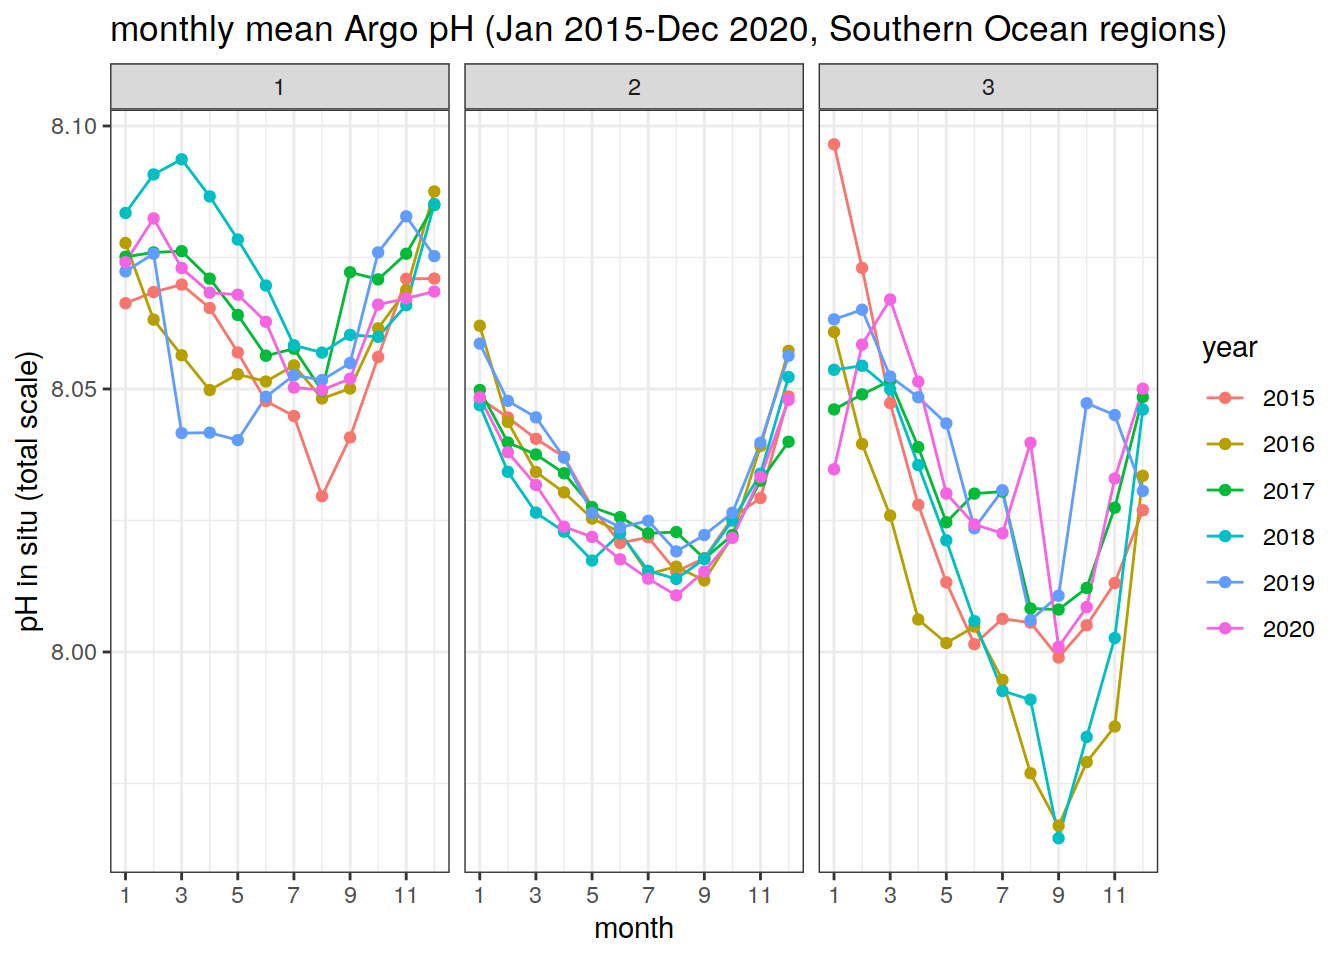 monthly mean Argo pH (Jan 2015-Dec 2020, Southern Ocean regions)
1 2 3
pH in situ (total scale)
8.10
8.05
8.00
1 3 5 7 9 11 1 3 5 7 9 11 1 3 5 7 9 11
month
year
2015
2016
2017
2018
2019
2020